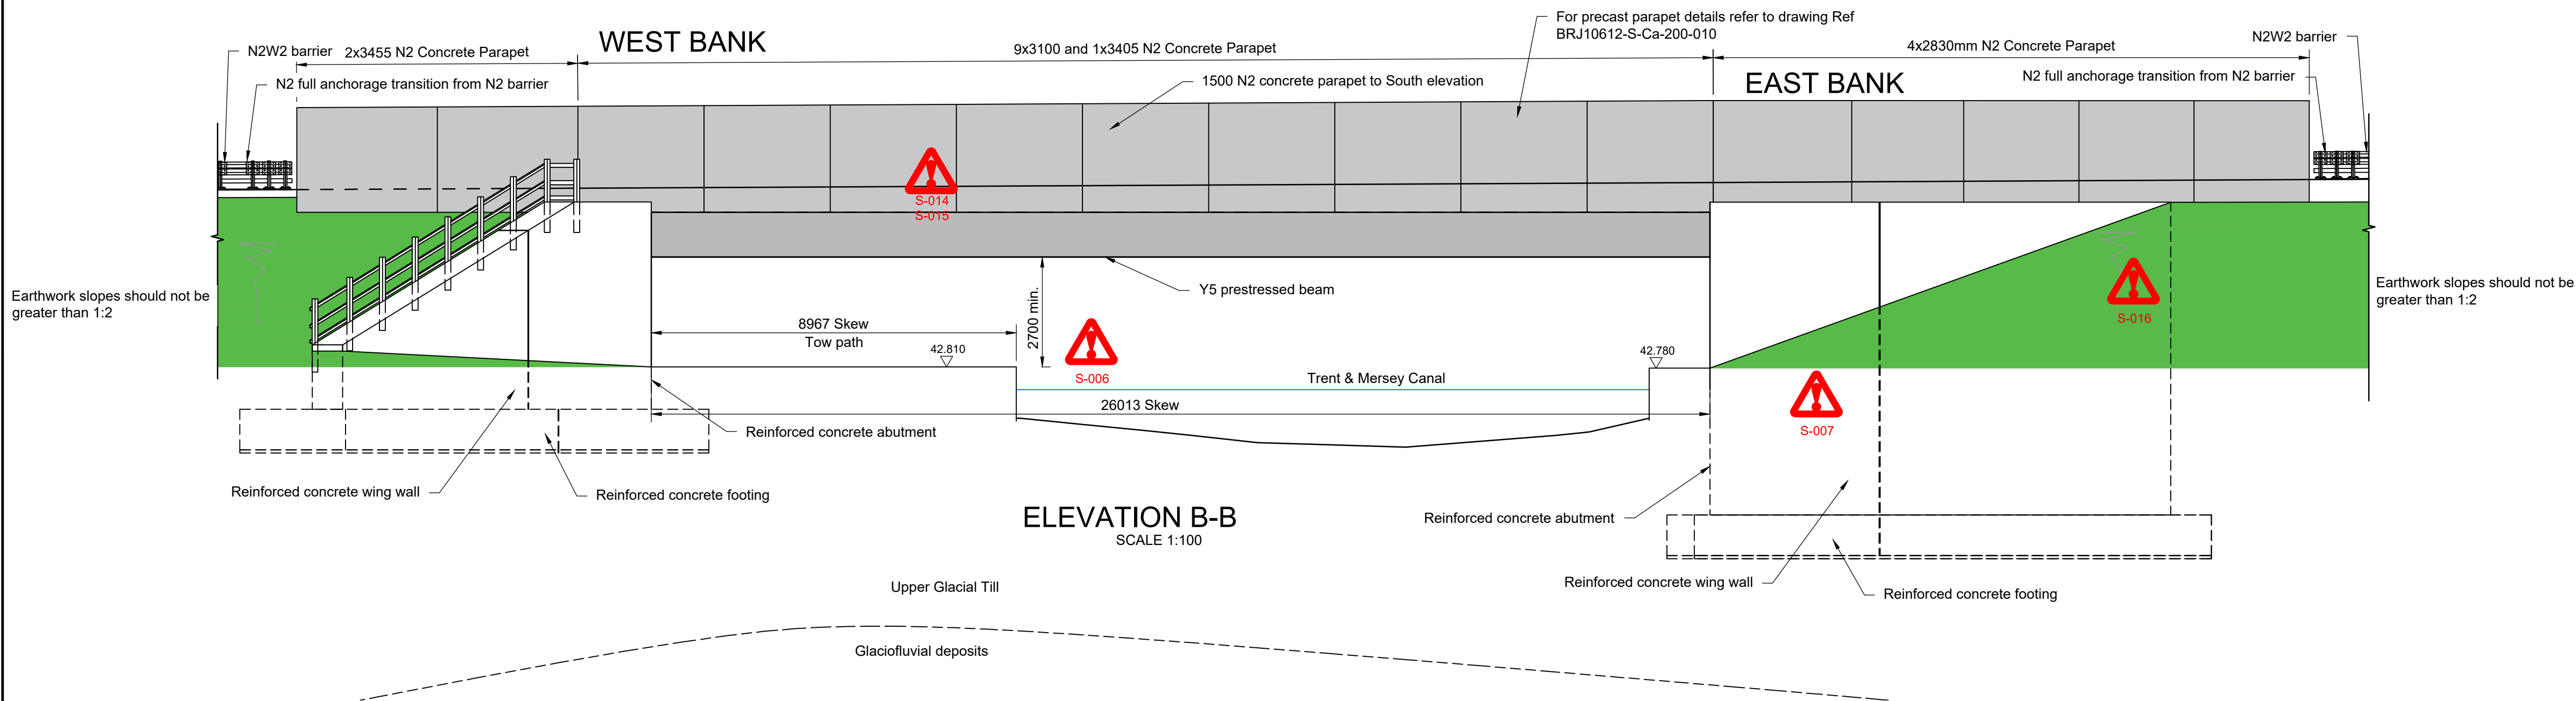 For precast parapet details refer to drawing Ref
BRJ10612-S-Ca-200-010
N2W2 barrier
2x3455 N2 Concrete Parapet
WEST BANK
9x3100 and 1x3405 N2 Concrete Parapet
4x2830mm N2 Concrete Parapet
N2W2 barrier
N2 full anchorage transition from N2 barrier
1500 N2 concrete parapet to South elevation
EAST BANK
N2 full anchorage transition from N2 barrier
S-014
S-015
Earthwork slopes should not be
greater than 1:2
Y5 prestressed beam
2700 min.
8967 Skew
Tow path
42.810
S-006
42.780
Trent & Mersey Canal
26013 Skew
S-016
S-007
Earthwork slopes should not be
greater than 1:2
Reinforced concrete abutment
Reinforced concrete wing wall
Reinforced concrete footing
ELEVATION B-B
SCALE 1:100
Reinforced concrete abutment
Reinforced concrete wing wall
Reinforced concrete footing
Upper Glacial Till
Glaciofluvial deposits